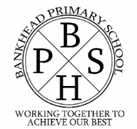 BANKHEAD PRIMARY SCHOOL
B
P S
H
WORKING TOGETHER TO
ACHIEVE OUR BEST